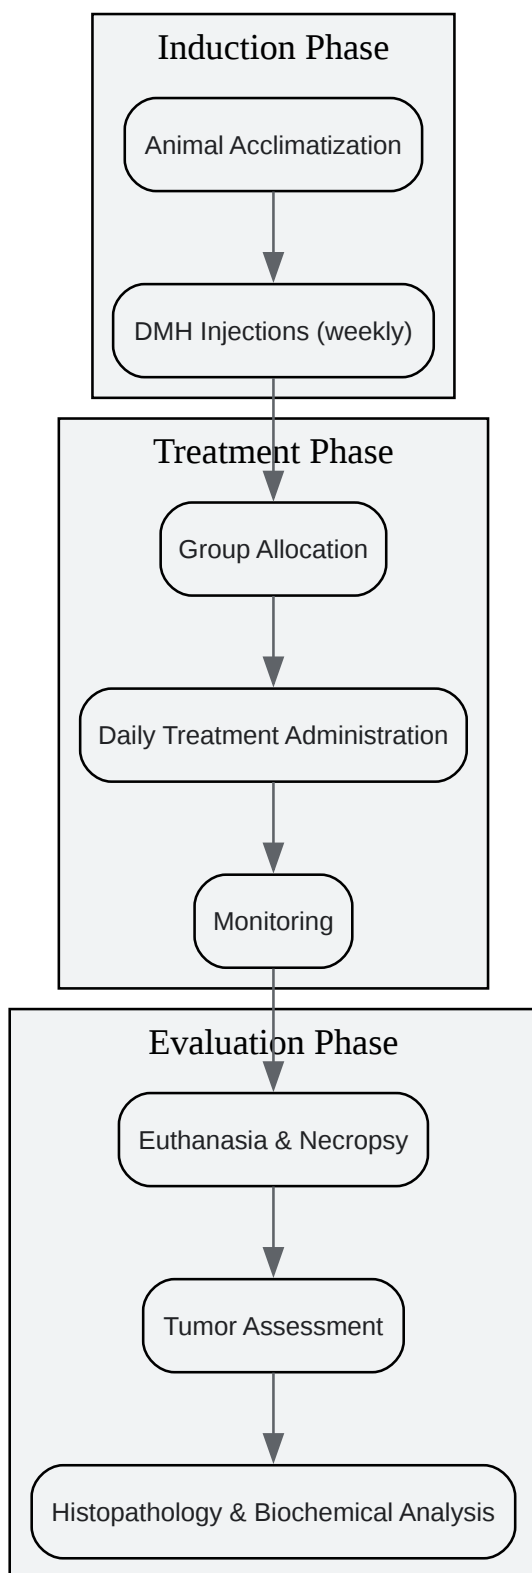 Induction Phase
Animal Acclimatization
DMH Injections (weekly)
Treatment Phase
Group Allocation
Daily Treatment Administration
Monitoring
Evaluation Phase
Euthanasia & Necropsy
Tumor Assessment
Histopathology & Biochemical Analysis